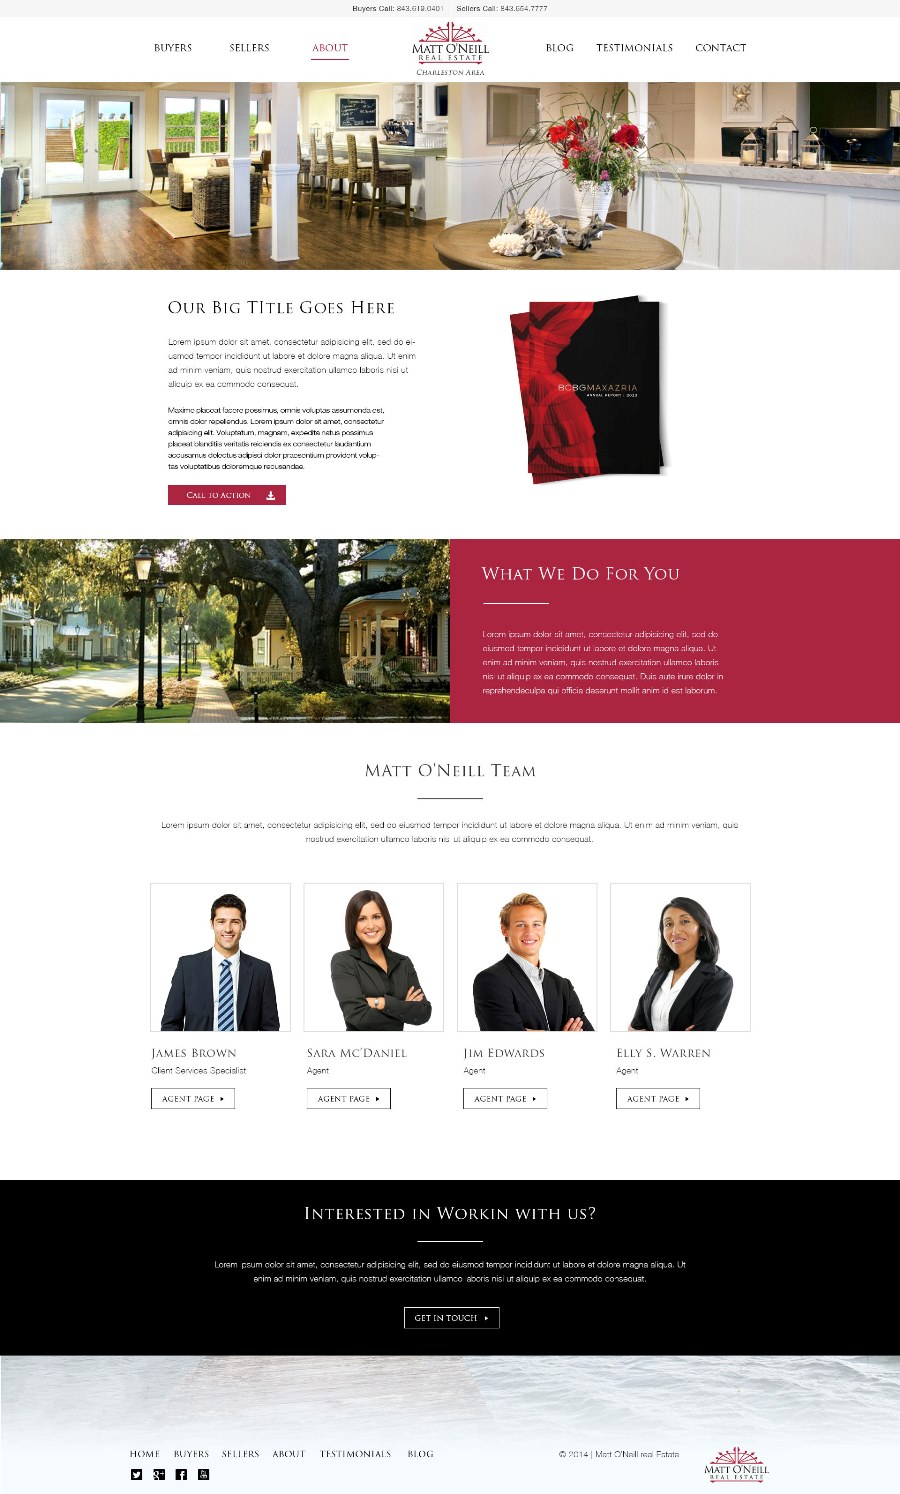 Buyers Call: 843.619.0401 Sellers Call: 843.654.7777
BUYERS SELLERS ABOUT
MATT O'NEILL
REAL ESTATE
CHARLESTON AREA
BLOG TESTIMONIALS CONTACT
OUR BIG TITLE GOES HERE
Lorem ipsum dolor sit amet, consectetur adipisicing elit, sed do ei-
usmod tempor incididunt ut labore et dolore magna aliqua. Ut enim
ad minim veniam, quis nostrud exercitation ullamco laboris nisi ut
aliquip ex ea commodo consequat.
Maxime placeat facere possimus, omnis voluptas assumenda est,
omnis dolor repellendus. Lorem ipsum dolor sit amet, consectetur
adipisicing elit. Voluptatum, magnam, expedita natus possimus
placeat blanditiis veritatis reiciendis ex consectetur laudantium
accusamus delectus adipisci dolor praesentium provident volup-
tas voluptatibus doloremque recusandae.
CALL TO ACTION
BCBGMAXAZRIA
ANNUAL REPORT . 2023
WHAT WE DO FOR YOU
Lorem ipsum dolor sit amet, consectetur adipisicing elit, sed do
eiusmod tempor incididunt ut labore et dolore magna aliqua. Ut
enim ad minim veniam, quis nostrud exercitation ullamco laboris
nisi ut aliquip ex ea commodo consequat. Duis aute irure dolor in
reprehendeculpa qui officia deserunt mollit anim id est laborum.
MATT O'NEILL TEAM
Lorem ipsum dolor sit amet, consectetur adipisicing elit, sed do eiusmod tempor incididunt ut labore et dolore magna aliqua. Ut enim ad minim veniam, quis
nostrud exercitation ullamco laboris nisi ut aliquip ex ea commodo consequat.
JAMES BROWN
Client Services Specialist
AGENT PAGE
SARA MC'DANIEL
Agent
AGENT PAGE
JIM EDWARDS
Agent
AGENT PAGE
ELLY S. WARREN
Agent
AGENT PAGE
INTERESTED IN WORKIN WITH US?
Lorem ipsum dolor sit amet, consectetur adipisicing elit, sed do eiusmod tempor incididunt ut labore et dolore magna aliqua. Ut
enim ad minim veniam, quis nostrud exercitation ullamco laboris nisi ut aliquip ex ea commodo consequat.
GET IN TOUCH
HOME BUYERS SELLERS ABOUT TESTIMONIALS BLOG
© 2014 | Matt O'Neill real Estate
MATT O'NEILL
REAL ESTATE